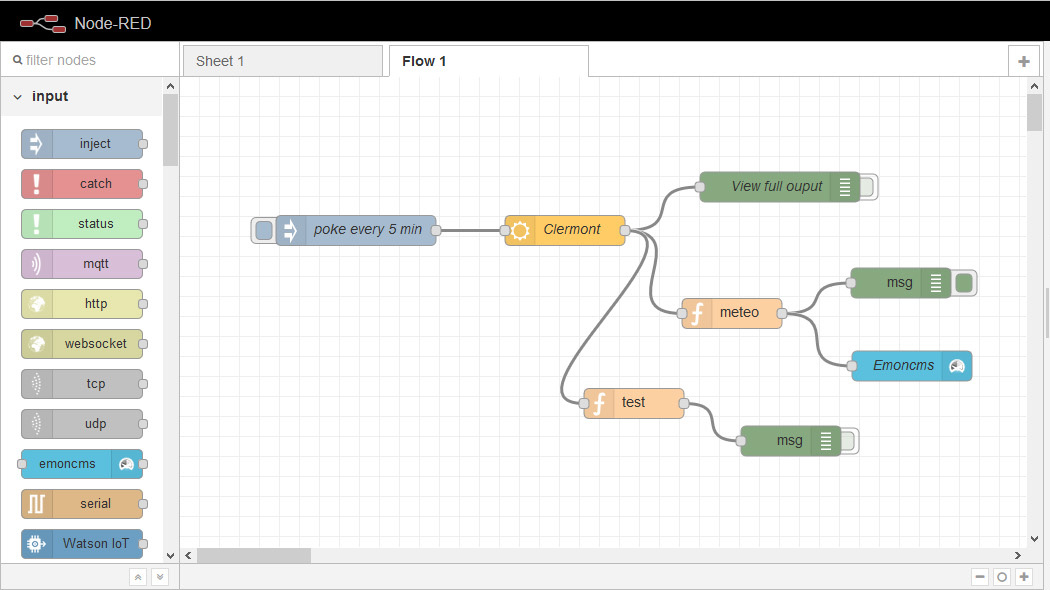 Node-RED
filter nodes
Sheet 1
Flow 1
input
inject
catch
status
mqtt
http
websocket
tcp
udp
emoncms
serial
Watson IoT
View full ouput
poke every 5 min
Clermont
msg
meteo
Emoncms
test
msg